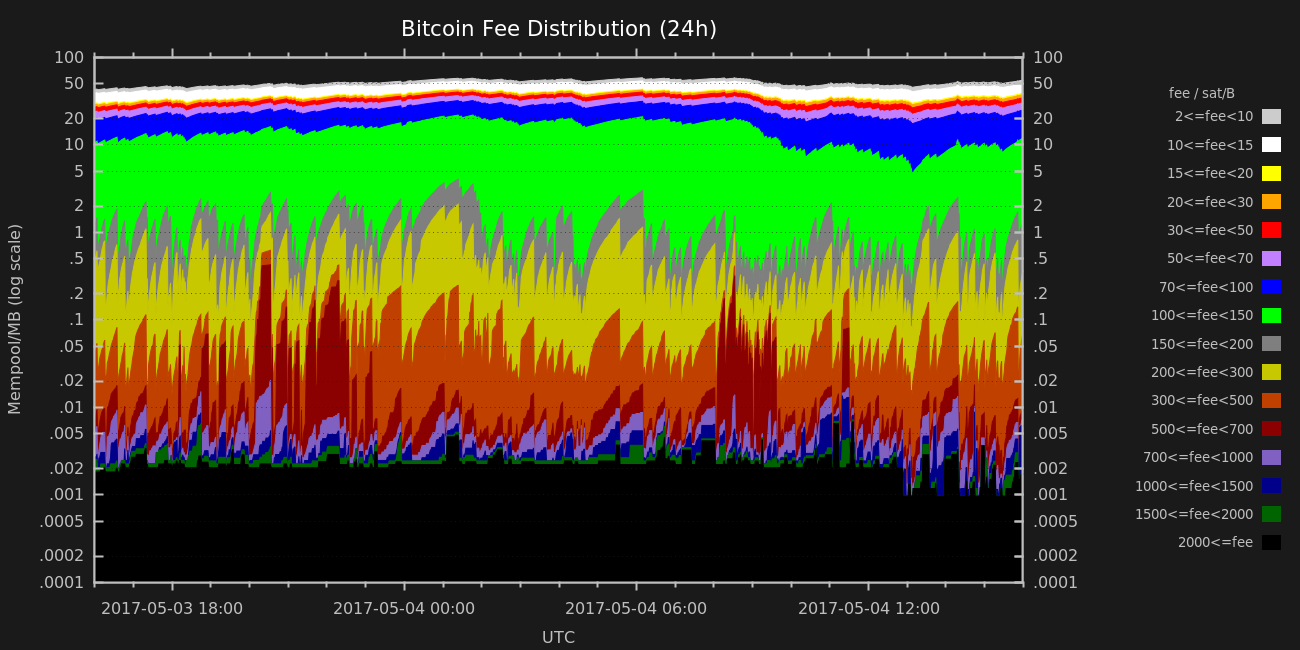 Bitcoin Fee Distribution (24h)
100
50
20
10
5
2
1
.5
.2
.1
.05
.02
.01
.005
.002
.001
.0005
.0002
.0001
Mempool/MB (log scale)
100
50
20
10
5
2
1
.5
.2
.1
.05
.02
.01
.005
.002
.001
.0005
.0002
.0001
2017-05-03 18:00
2017-05-04 00:00
2017-05-04 06:00
2017-05-04 12:00
UTC
fee / sat/B
2<=fee<10
10<=fee<15
15<=fee<20
20<=fee<30
30<=fee<50
50<=fee<70
70<=fee<100
100<=fee<150
150<=fee<200
200<=fee<300
300<=fee<500
500<=fee<700
700<=fee<1000
1000<=fee<1500
1500<=fee<2000
2000<=fee